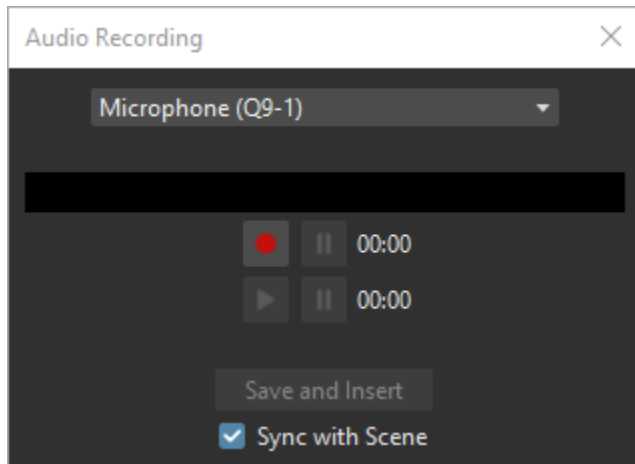 Audio Recording
Microphone (Q9-1)
00:00
00:00
Save and Insert
Sync with Scene